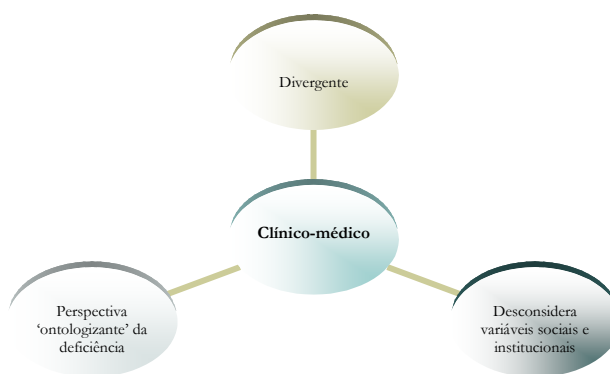 Divergente
Clínico-médico
Perspectiva
‘ontologizante’ da
deficiência
Desconsidera
variáveis sociais e
institucionais